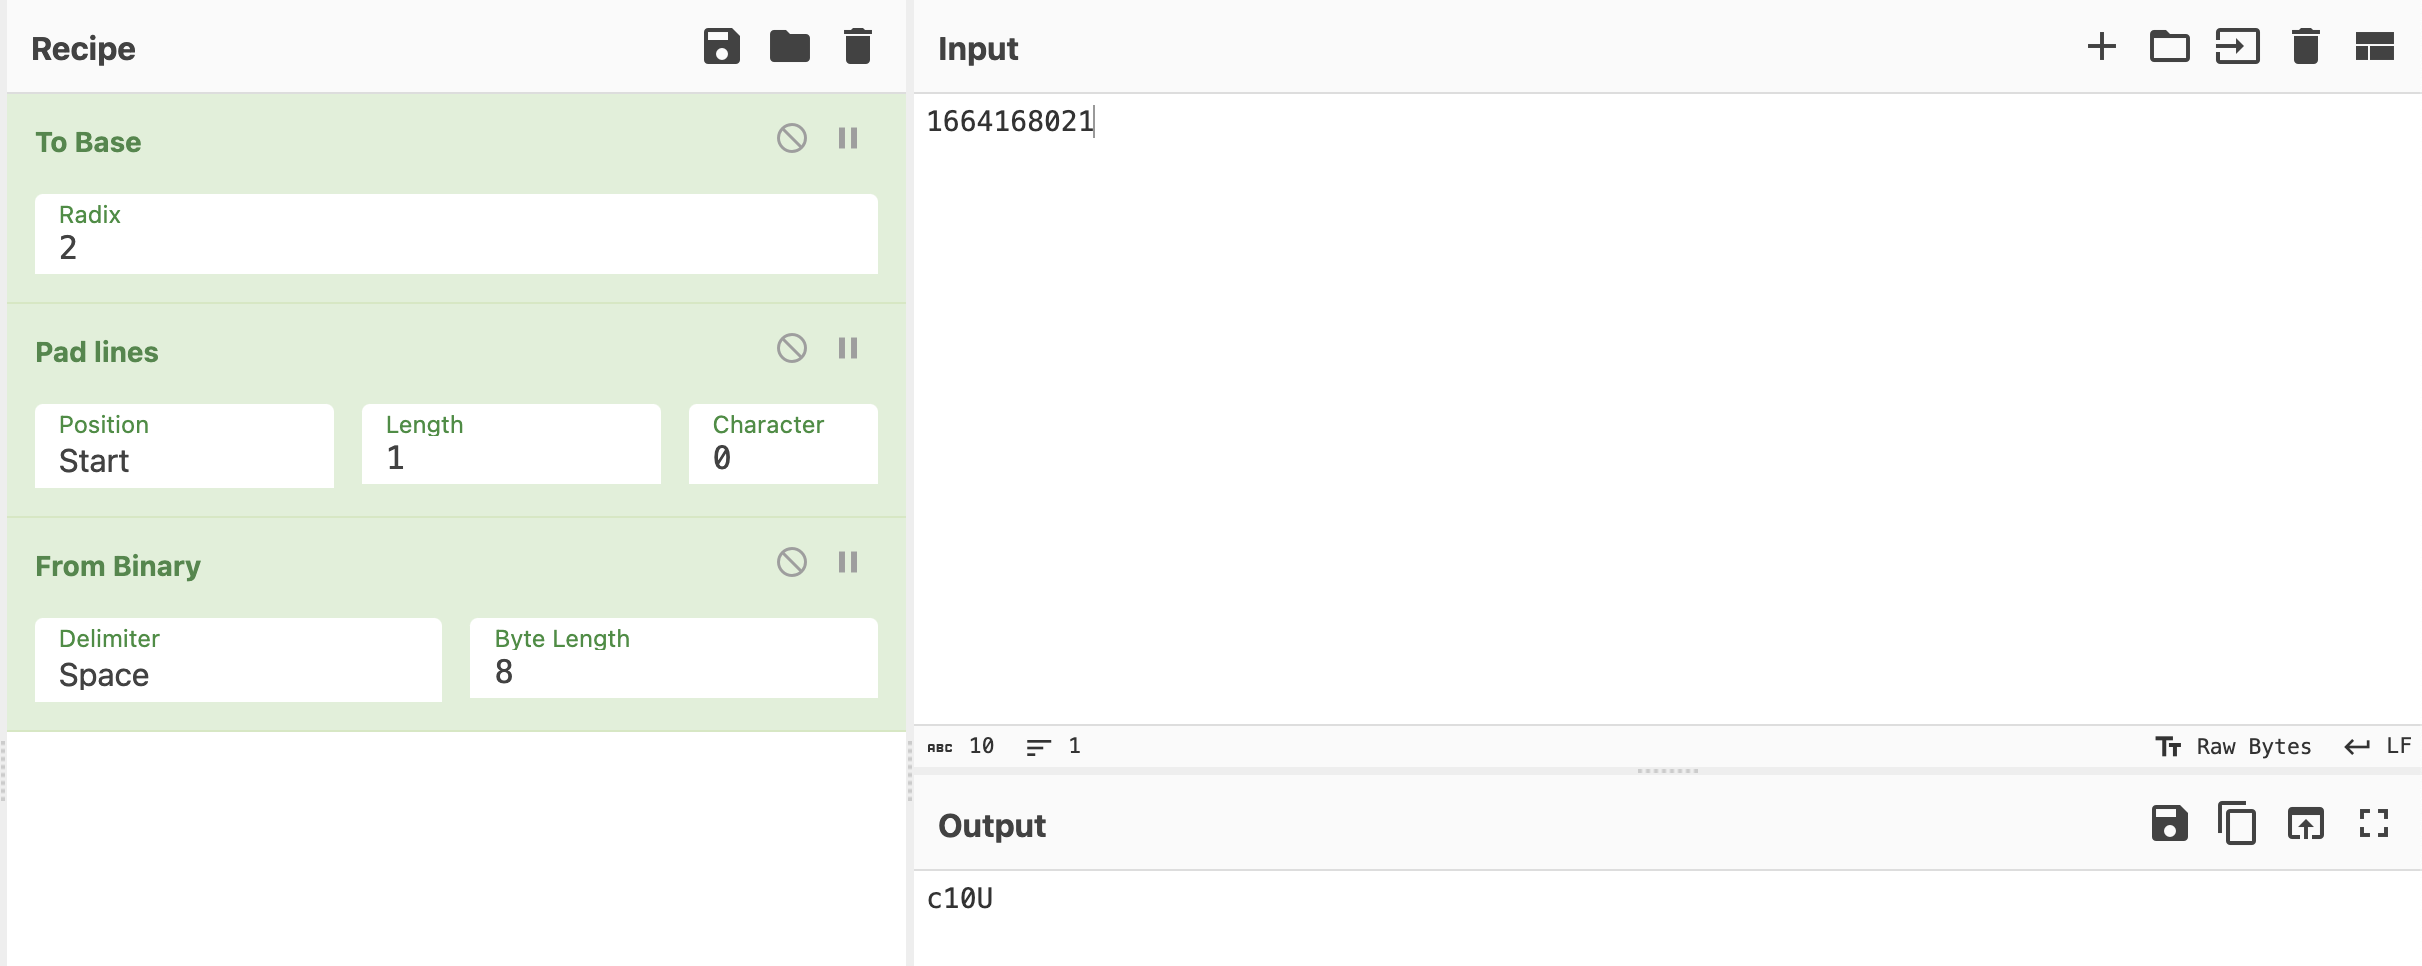 Recipe
To Base
Radix
2
Pad lines
Position
Start
Length
1
Character
0
From Binary
Delimiter
Space
Byte Length
8
Input
1664168021
ABC 10 1
Raw Bytes LF
Output
c10U